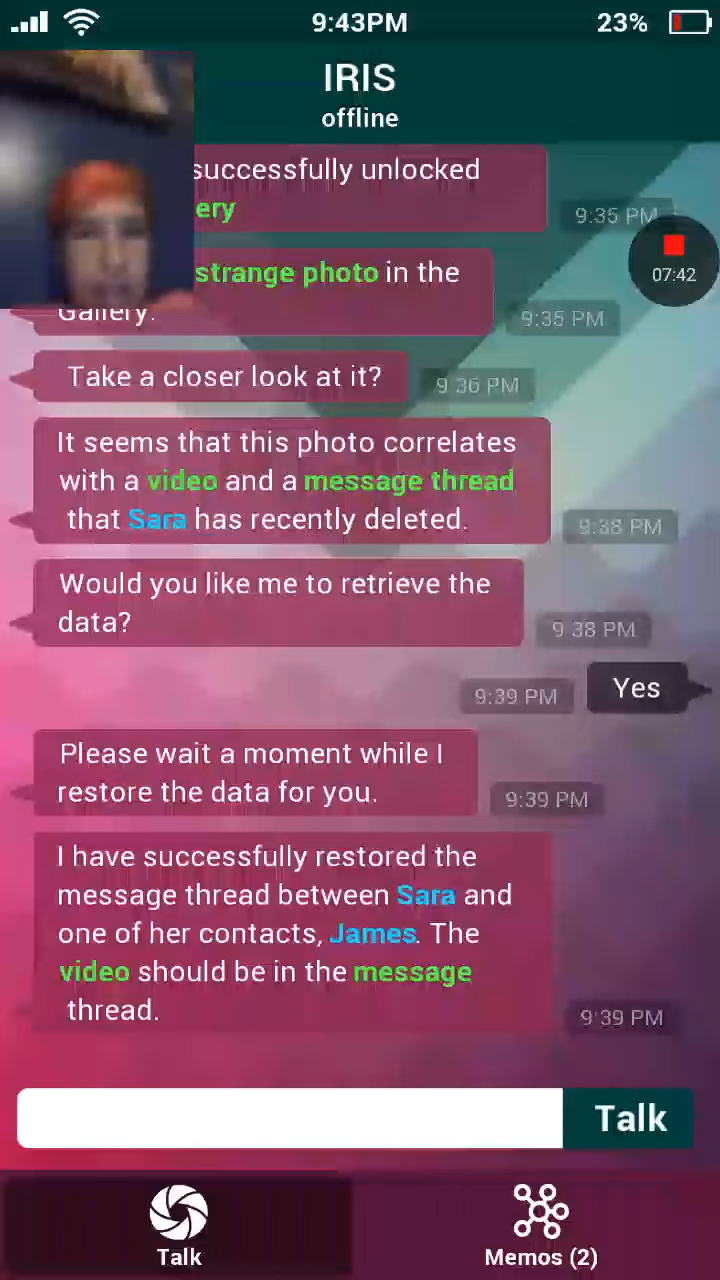 9:43PM
23%
IRIS
offline
successfully unlocked
ery
9:35 PM
07:42
strange photo in the
Gallery.
9:35 PM
Take a closer look at it?
9:36 PM
It seems that this photo correlates
with a video and a message thread
that Sara has recently deleted.
9:38 PM
Would you like me to retrieve the
data?
9:38 PM
9:39 PM
Yes
Please wait a moment while I
restore the data for you.
9:39 PM
I have successfully restored the
message thread between Sara and
one of her contacts, James. The
video should be in the message
thread.
9:39 PM
Talk
Talk
Memos (2)